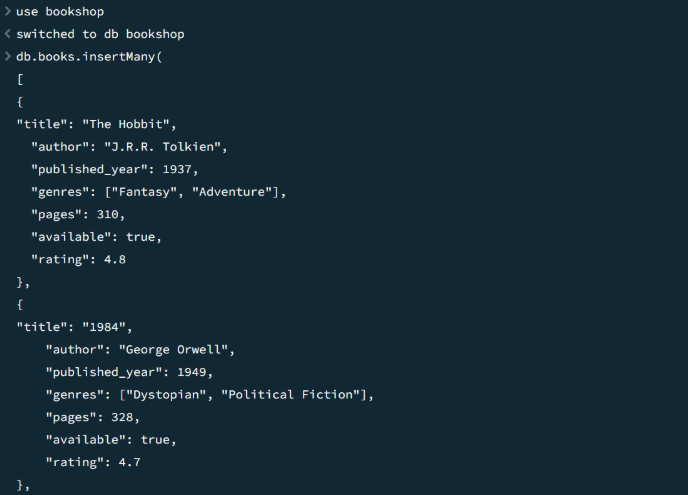 > use bookshop
< switched to db bookshop
> db.books.insertMany(
[
{
"title": "The Hobbit",
"author": "J.R.R. Tolkien",
"published_year": 1937,
"genres": ["Fantasy", "Adventure"],
"pages": 310,
"available": true,
"rating": 4.8
},
{
"title": "1984",
"author": "George Orwell",
"published_year": 1949,
"genres": ["Dystopian", "Political Fiction"],
"pages": 328,
"available": true,
"rating": 4.7
},